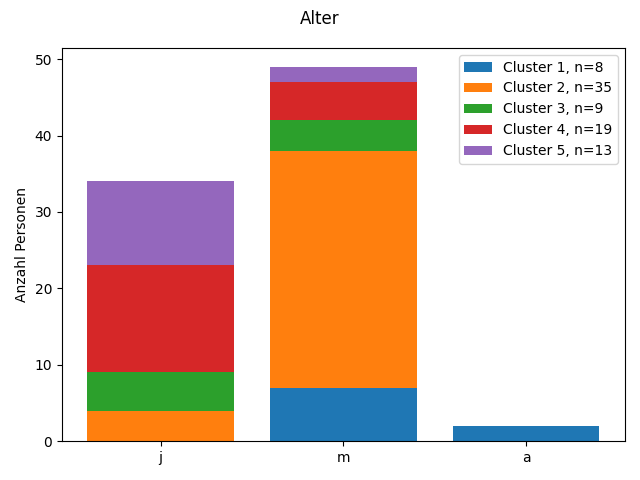 Alter
Anzahl Personen
50
40
30
20
10
0
j
m
a
Cluster 1, n=8
Cluster 2, n=35
Cluster 3, n=9
Cluster 4, n=19
Cluster 5, n=13